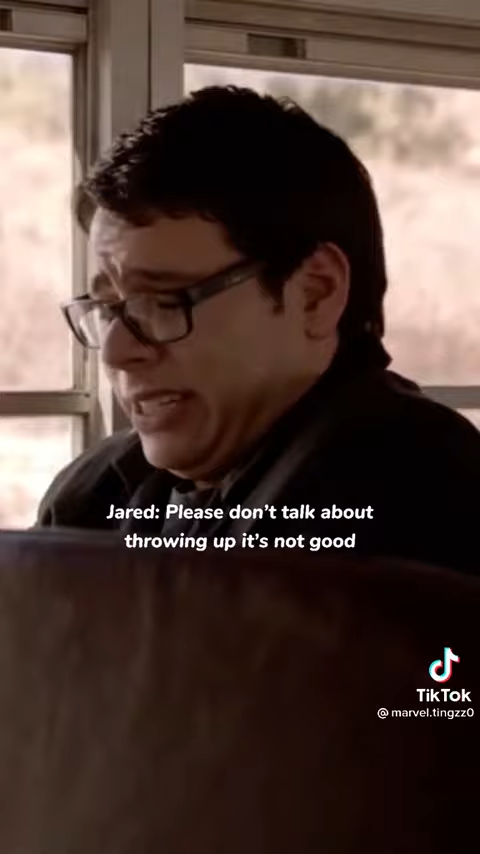 Jared: Please don't talk about
throwing up it's not good
TikTok
@ marvel.tingzz0